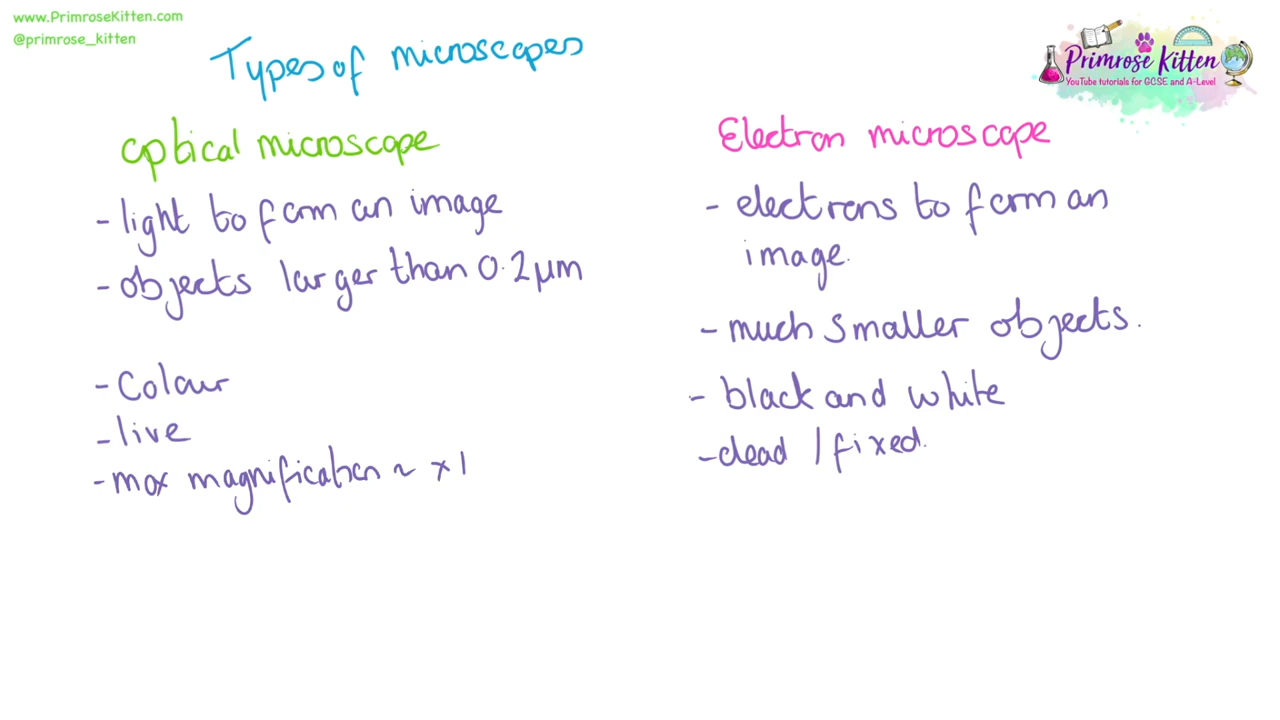 www.PrimroseKitten.com
@primrose_kitten
Types of microscopes
Primrose Kitten
YouTube tutorials for GCSE and A-Level
optical microscope
- light to form an image
- objects larger than 0.2µm
- Colour
- live
- max magnification ~ x1
Electron microscope
- electrons to form an
image.
- much smaller objects.
- black and white
- dead / fixed.